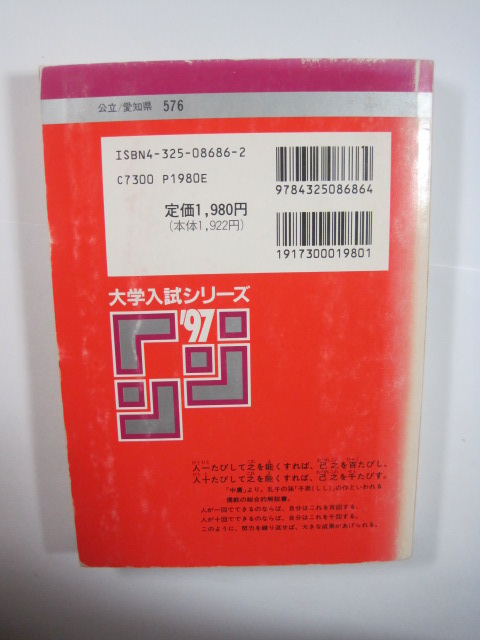 公立/愛知県 576
ISBN4-325-08686-2
C7300 P1980E
9784325086864
定価1,980円
(本体1,922円)
1917300019801
大学入試シリーズ
'97
人一たびして之を能くすれば、己之を百たびし、
人十たびして之を能くすれば、己之を千たびす。
「中庸」より。孔子の孫「子思(しし)」の作といわれる
儒教の総合的解説書。
人が一回でできるのならば、自分はこれを百回する。
人が十回でできるのならば、自分はこれを千回する。
このように、努力を繰り返せば、大きな成果があげられる。